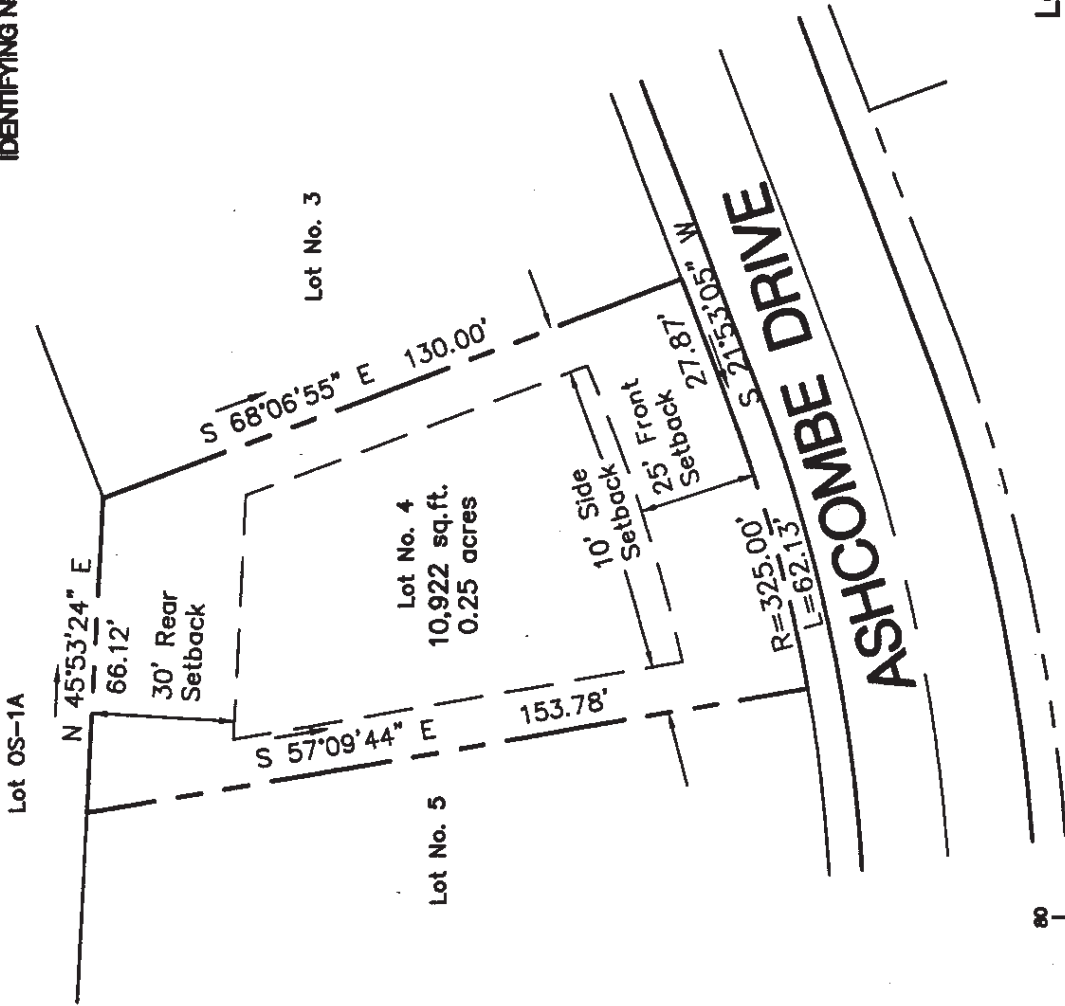 IDENTIFYING N
Lot OS-1A
N 45°53'24" E
66.12'
30' Rear
Setback
S 68°06'55" E 130.00'
Lot No. 3
Lot No. 4
10,922 sq.ft.
0.25 acres
S 57°09'44" E 153.78'
Lot No. 5
10' Side
Setback
25' Front
Setback
27.87'
S 21°53'05" W
R=325.00'
L=62.13'
ASHCOMBE DRIVE
80